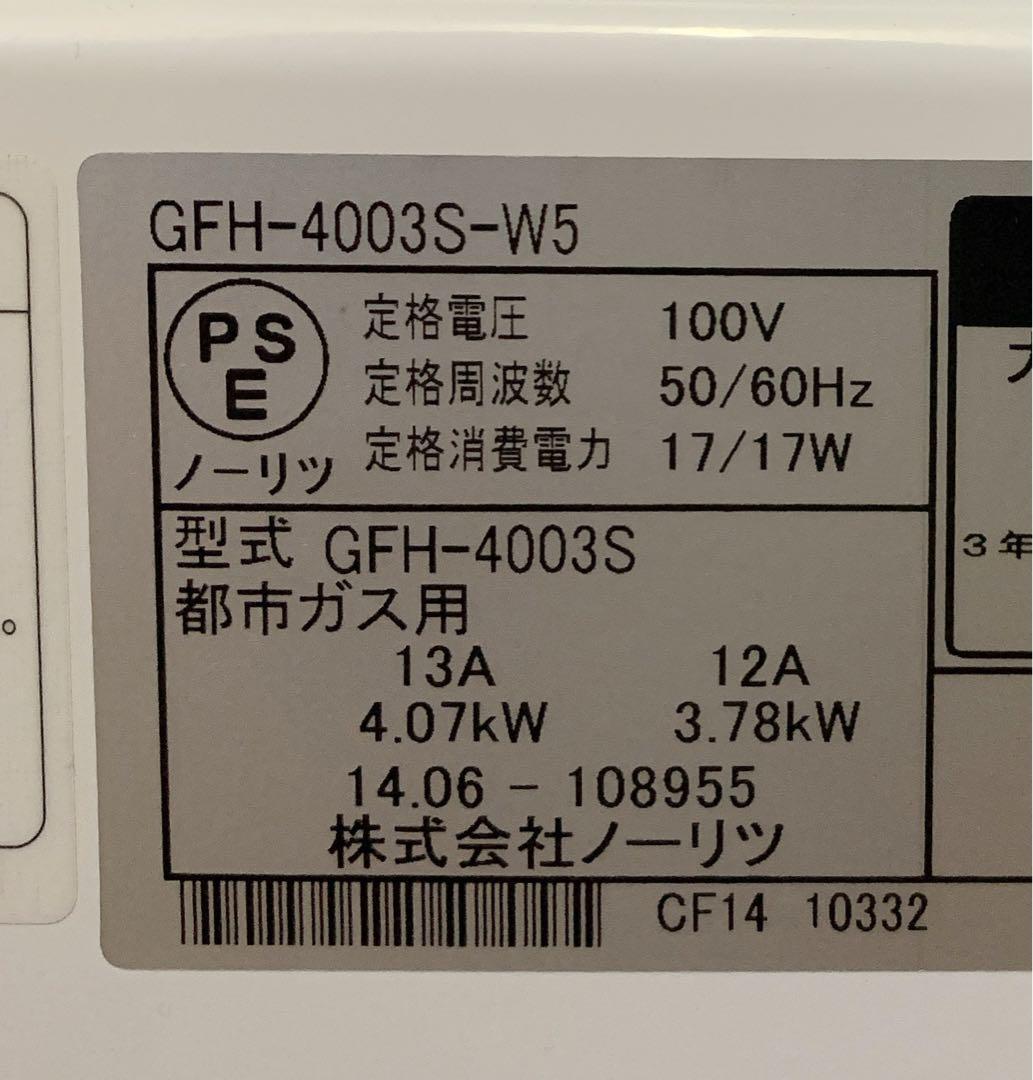 GFH-4003S-W5
PS
E
ノーリツ
定格電圧 100V
定格周波数 50/60Hz
定格消費電力 17/17W
型式 GFH-4003S
都市ガス用
13A 12A
4.07kW 3.78kW
14.06 - 108955
株式会社ノーリツ
CF14 10332
3年
。